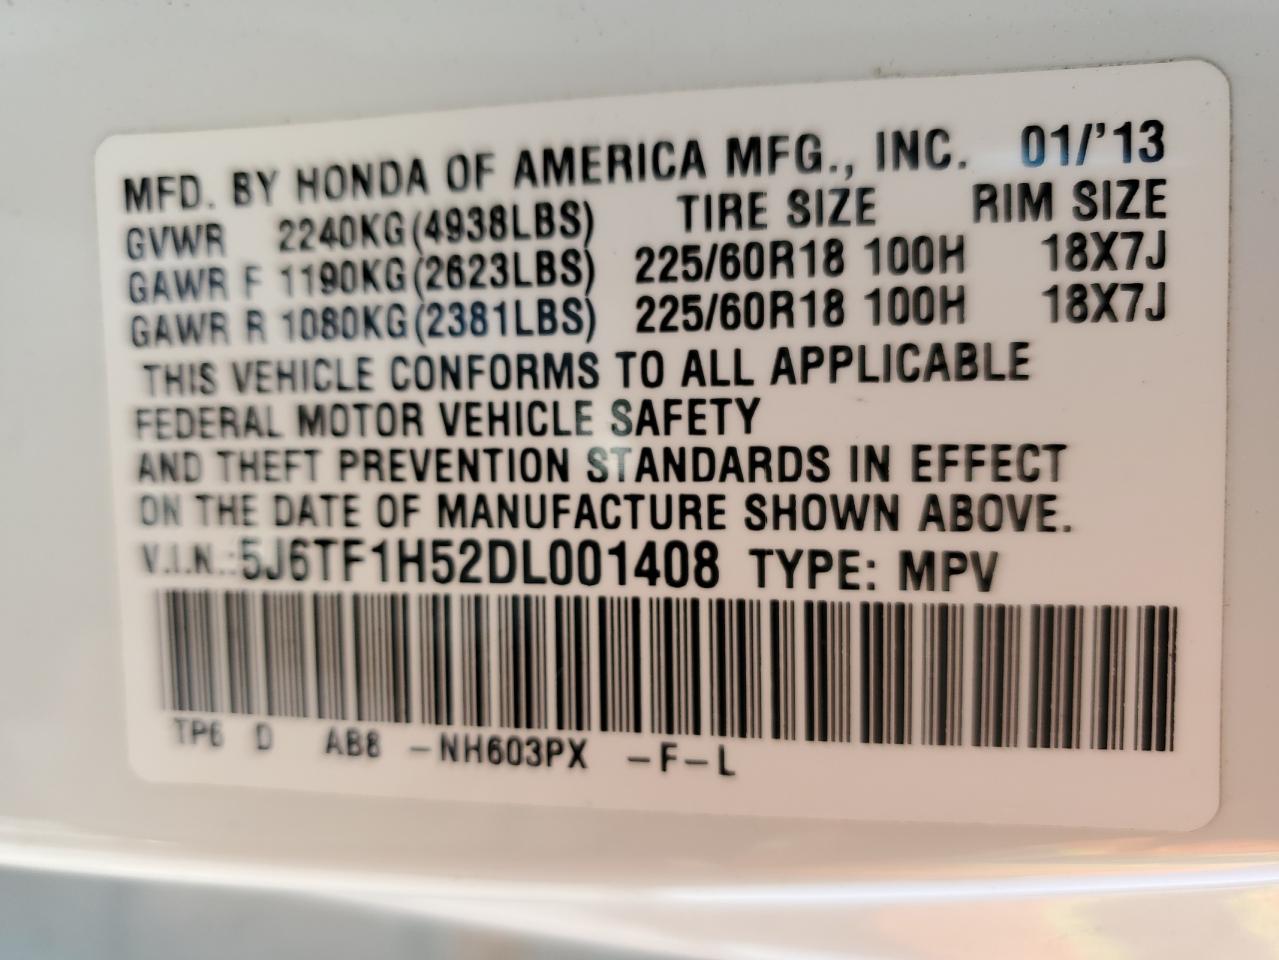 MFD. BY HONDA OF AMERICA MFG., INC. 01/'13
GVWR 2240KG(4938LBS) TIRE SIZE RIM SIZE
GAWR F 1190KG(2623LBS) 225/60R18 100H 18X7J
GAWR R 1080KG(2381LBS) 225/60R18 100H 18X7J
THIS VEHICLE CONFORMS TO ALL APPLICABLE
FEDERAL MOTOR VEHICLE SAFETY
AND THEFT PREVENTION STANDARDS IN EFFECT
ON THE DATE OF MANUFACTURE SHOWN ABOVE.
V.I.N.:5J6TF1H52DL001408 TYPE: MPV
TP6 D AB8 -NH603PX -F-L